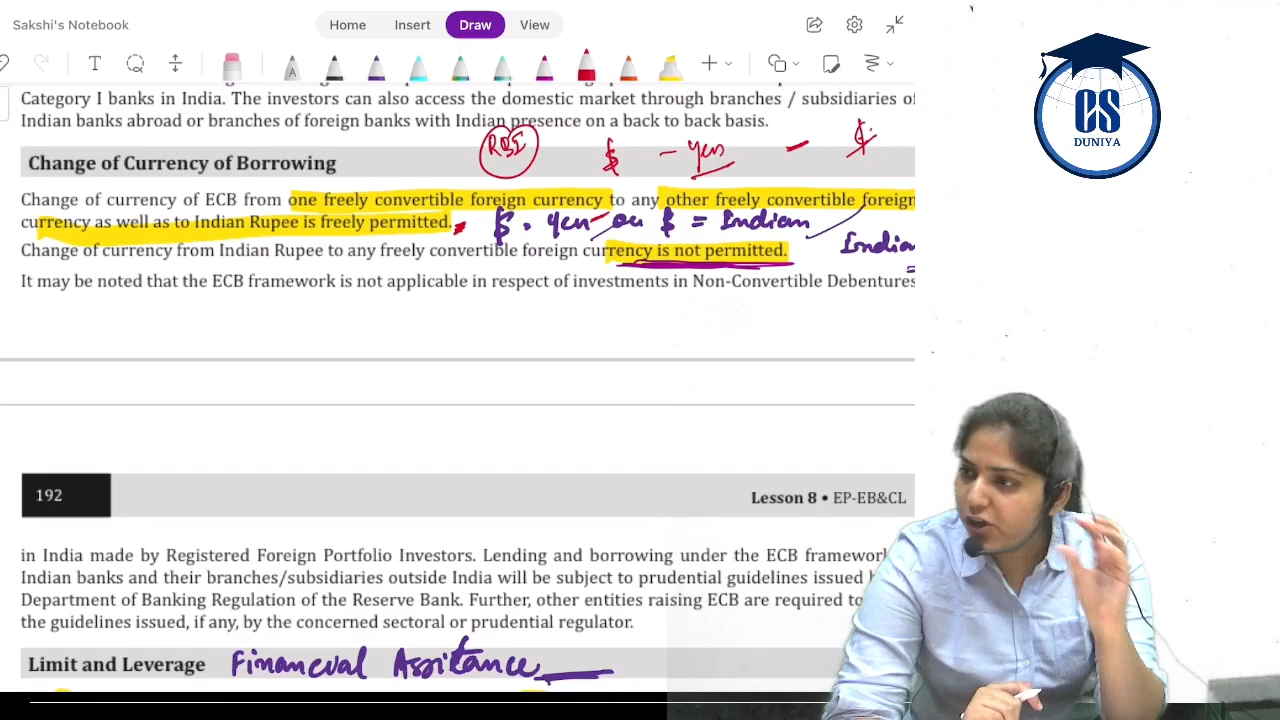 Sakshi's Notebook
Home Insert Draw View
Category I banks in India. The investors can also access the domestic market through branches / subsidiaries of
Indian banks abroad or branches of foreign banks with Indian presence on a back to back basis.
RBI $ - yen -
Change of Currency of Borrowing
Change of currency of ECB from one freely convertible foreign currency to any other freely convertible foreign
currency as well as to Indian Rupee is freely permitted. $ . yen - or $ = Indian
Change of currency from Indian Rupee to any freely convertible foreign currency is not permitted.
It may be noted that the ECB framework is not applicable in respect of investments in Non-Convertible Debentures
192 Lesson 8 • EP-EB&CL
in India made by Registered Foreign Portfolio Investors. Lending and borrowing under the ECB framework
Indian banks and their branches/subsidiaries outside India will be subject to prudential guidelines issued
Department of Banking Regulation of the Reserve Bank. Further, other entities raising ECB are required to
the guidelines issued, if any, by the concerned sectoral or prudential regulator.
Limit and Leverage Financual Assitance
CS
DUNIYA